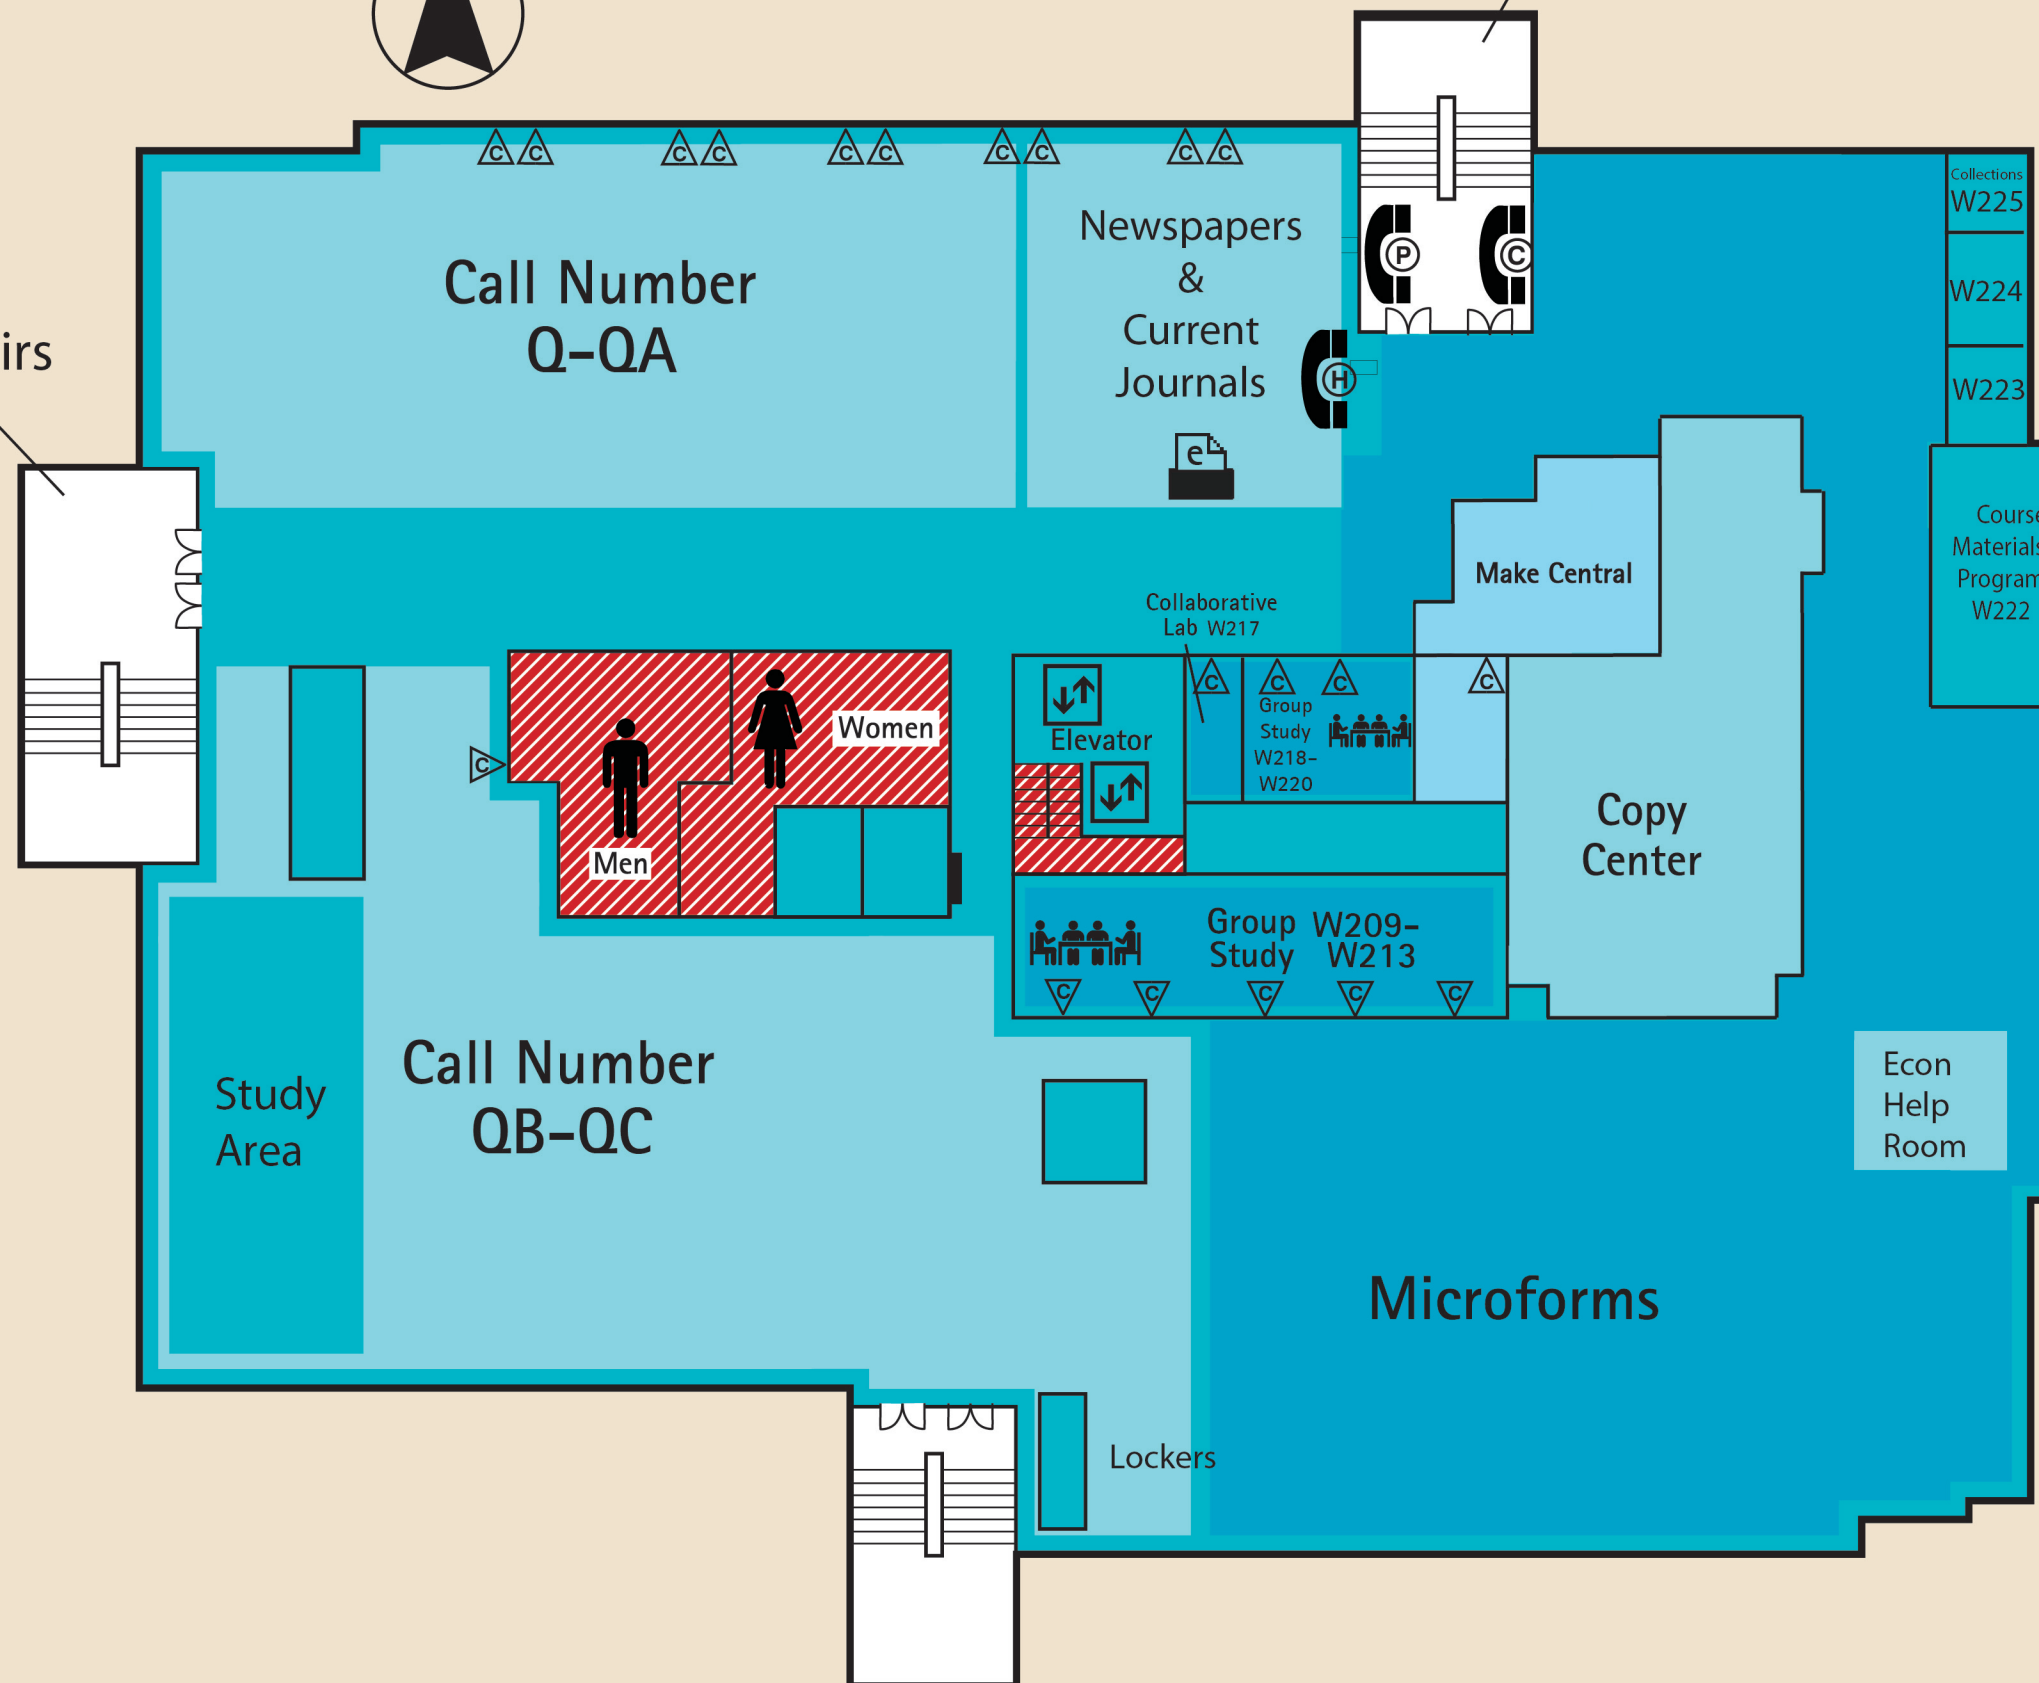 C C C C C C C C C C
Collections
W225
W224
W223
Newspapers
&
Current
Journals
P
C
H
e
Call Number
Q-QA
irs
Make Central
Materials
W222
Collaborative
Lab W217
C
C
C
C
Group
Study
W218-
W220
Elevator
Women
Men
C
Copy
Center
Group W209-
Study W213
C C C C C
Call Number
QB-QC
Study
Area
Econ
Help
Room
Microforms
Lockers